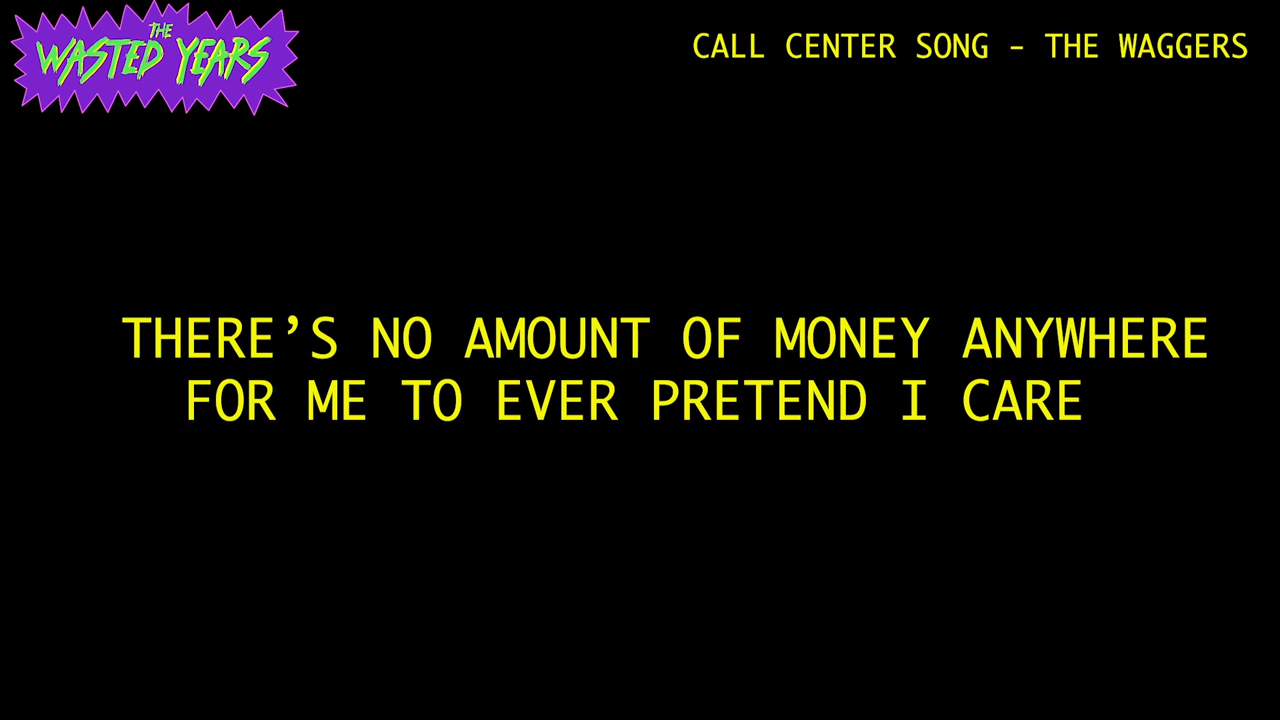 THE
WASTED YEARS
CALL CENTER SONG - THE WAGGERS
THERE’S NO AMOUNT OF MONEY ANYWHERE
FOR ME TO EVER PRETEND I CARE